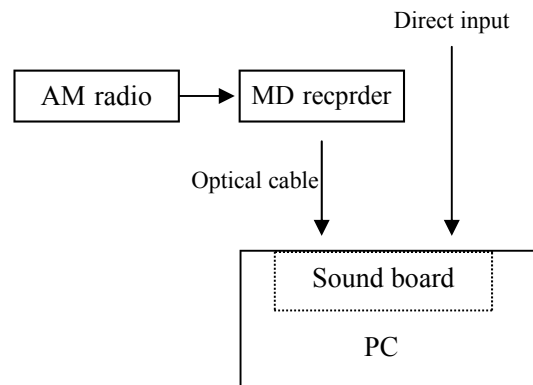 Direct input
AM radio
MD recprder
Optical cable
Sound board
PC